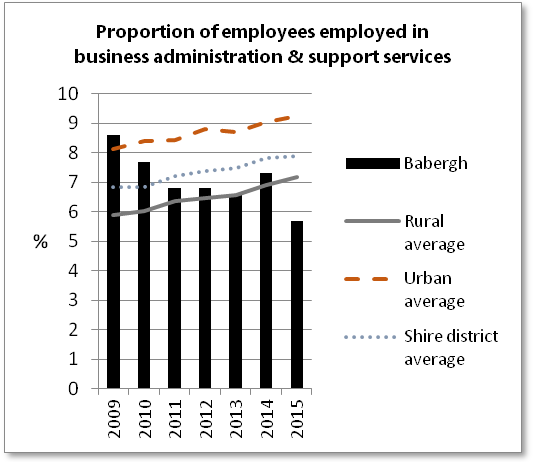 Proportion of employees employed in
business administration & support services
10
9
8
7
6
5
4
3
2
1
0
%
2009
2010
2011
2012
2013
2014
2015
Babergh
Rural
average
Urban
average
Shire district
average